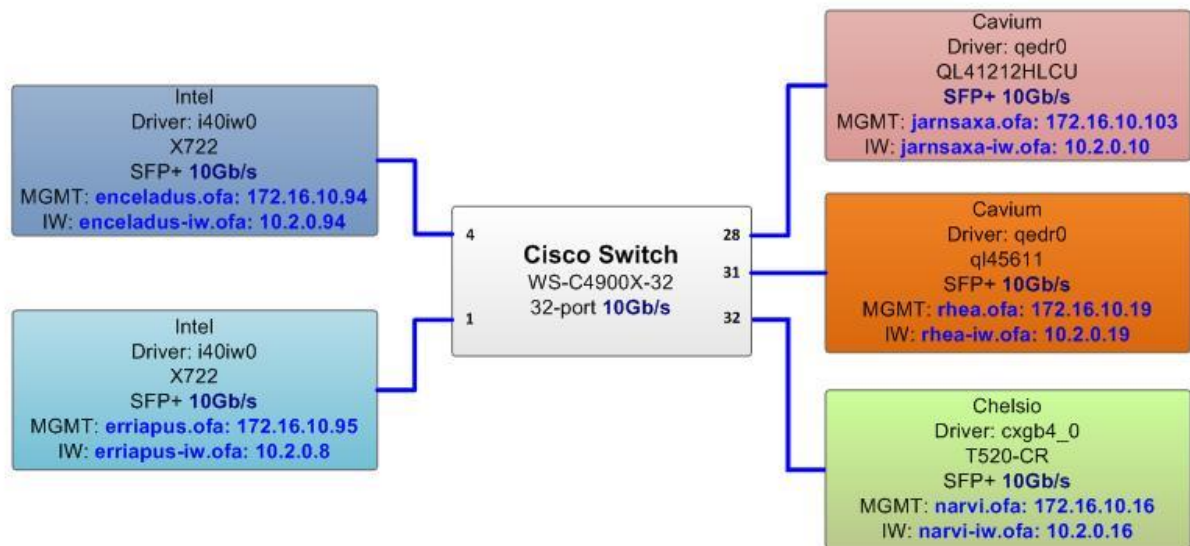 Intel
Driver: i40iw0
X722
SFP+ 10Gb/s
MGMT: enceladus.ofa: 172.16.10.94
IW: enceladus-iw.ofa: 10.2.0.94
Intel
Driver: i40iw0
X722
SFP+ 10Gb/s
MGMT: erriapus.ofa: 172.16.10.95
IW: erriapus-iw.ofa: 10.2.0.8
4
1
Cisco Switch
WS-C4900X-32
32-port 10Gb/s
28
31
32
Cavium
Driver: qedr0
QL41212HLCU
SFP+ 10Gb/s
MGMT: jarnsaxa.ofa: 172.16.10.103
IW: jarnsaxa-iw.ofa: 10.2.0.10
Cavium
Driver: qedr0
ql45611
SFP+ 10Gb/s
MGMT: rhea.ofa: 172.16.10.19
IW: rhea-iw.ofa: 10.2.0.19
Chelsio
Driver: cxgb4_0
T520-CR
SFP+ 10Gb/s
MGMT: narvi.ofa: 172.16.10.16
IW: narvi-iw.ofa: 10.2.0.16